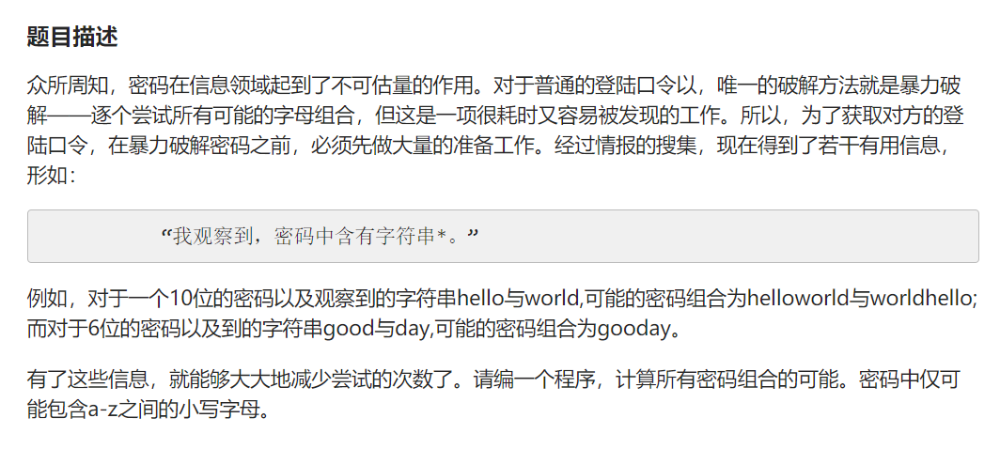 题目描述
众所周知，密码在信息领域起到了不可估量的作用。对于普通的登陆口令以，唯一的破解方法就是暴力破
解——逐个尝试所有可能的字母组合，但这是一项很耗时又容易被发现的工作。所以，为了获取对方的登
陆口令，在暴力破解密码之前，必须先做大量的准备工作。经过情报的搜集，现在得到了若干有用信息，
形如：
“我观察到，密码中含有字符串*。”
例如，对于一个10位的密码以及观察到的字符串hello与world,可能的密码组合为helloworld与worldhello;
而对于6位的密码以及到的字符串good与day,可能的密码组合为gooday。
有了这些信息，就能够大大地减少尝试的次数了。请编一个程序，计算所有密码组合的可能。密码中仅可
能包含a-z之间的小写字母。